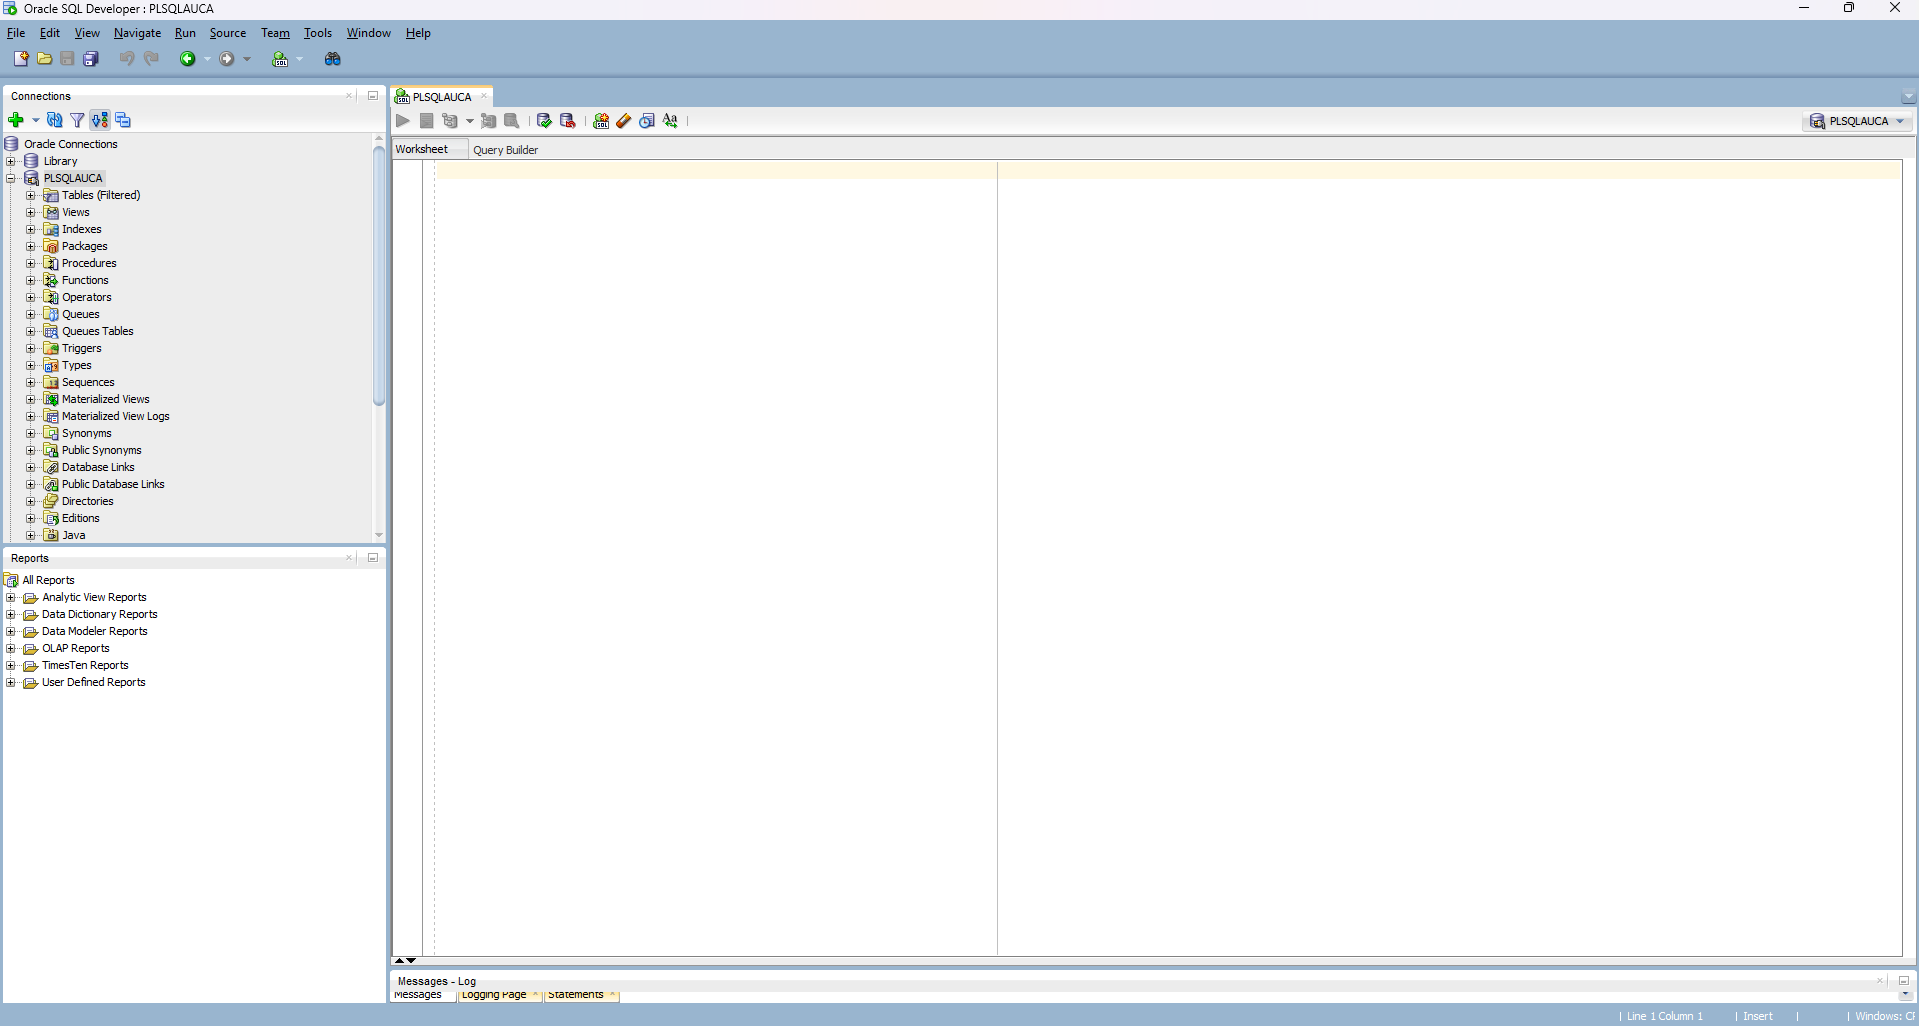 Oracle SQL Developer : PLSQLAUCA
File Edit View Navigate Run Source Team Tools Window Help
Connections
Oracle Connections
Library
PLSQLAUCA
Tables (Filtered)
Views
Indexes
Packages
Procedures
Functions
Operators
Queues
Queues Tables
Triggers
Types
Sequences
Materialized Views
Materialized View Logs
Synonyms
Public Synonyms
Database Links
Public Database Links
Directories
Editions
Java
Reports
All Reports
Analytic View Reports
Data Dictionary Reports
Data Modeler Reports
OLAP Reports
TimesTen Reports
User Defined Reports
PLSQLAUCA
PLSQLAUCA
Worksheet Query Builder
Messages - Log
Messages Logging Page Statements
Line 1 Column 1 Insert Windows: CF